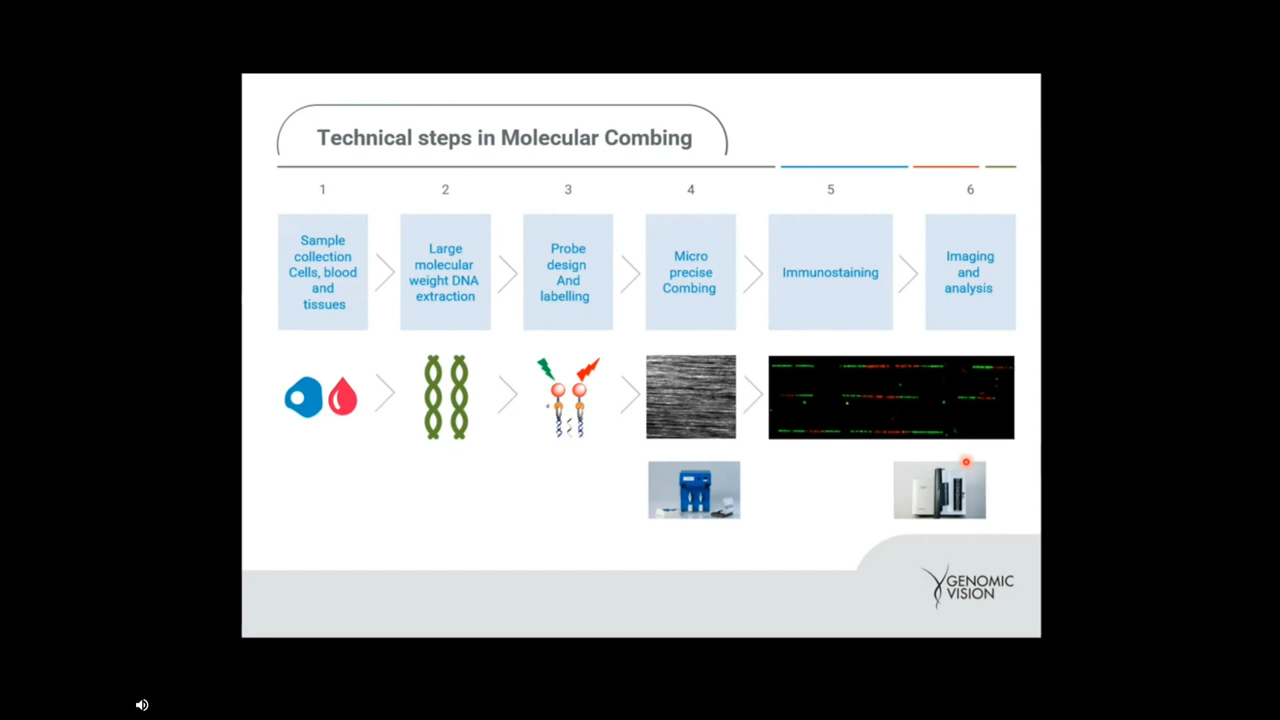 Technical steps in Molecular Combing
1
2
3
4
5
6
Sample
collection
Cells, blood
and
tissues
Large
molecular
weight DNA
extraction
Probe
design
And
labelling
Micro
precise
Combing
Immunostaining
Imaging
and
analysis
GENOMIC
VISION